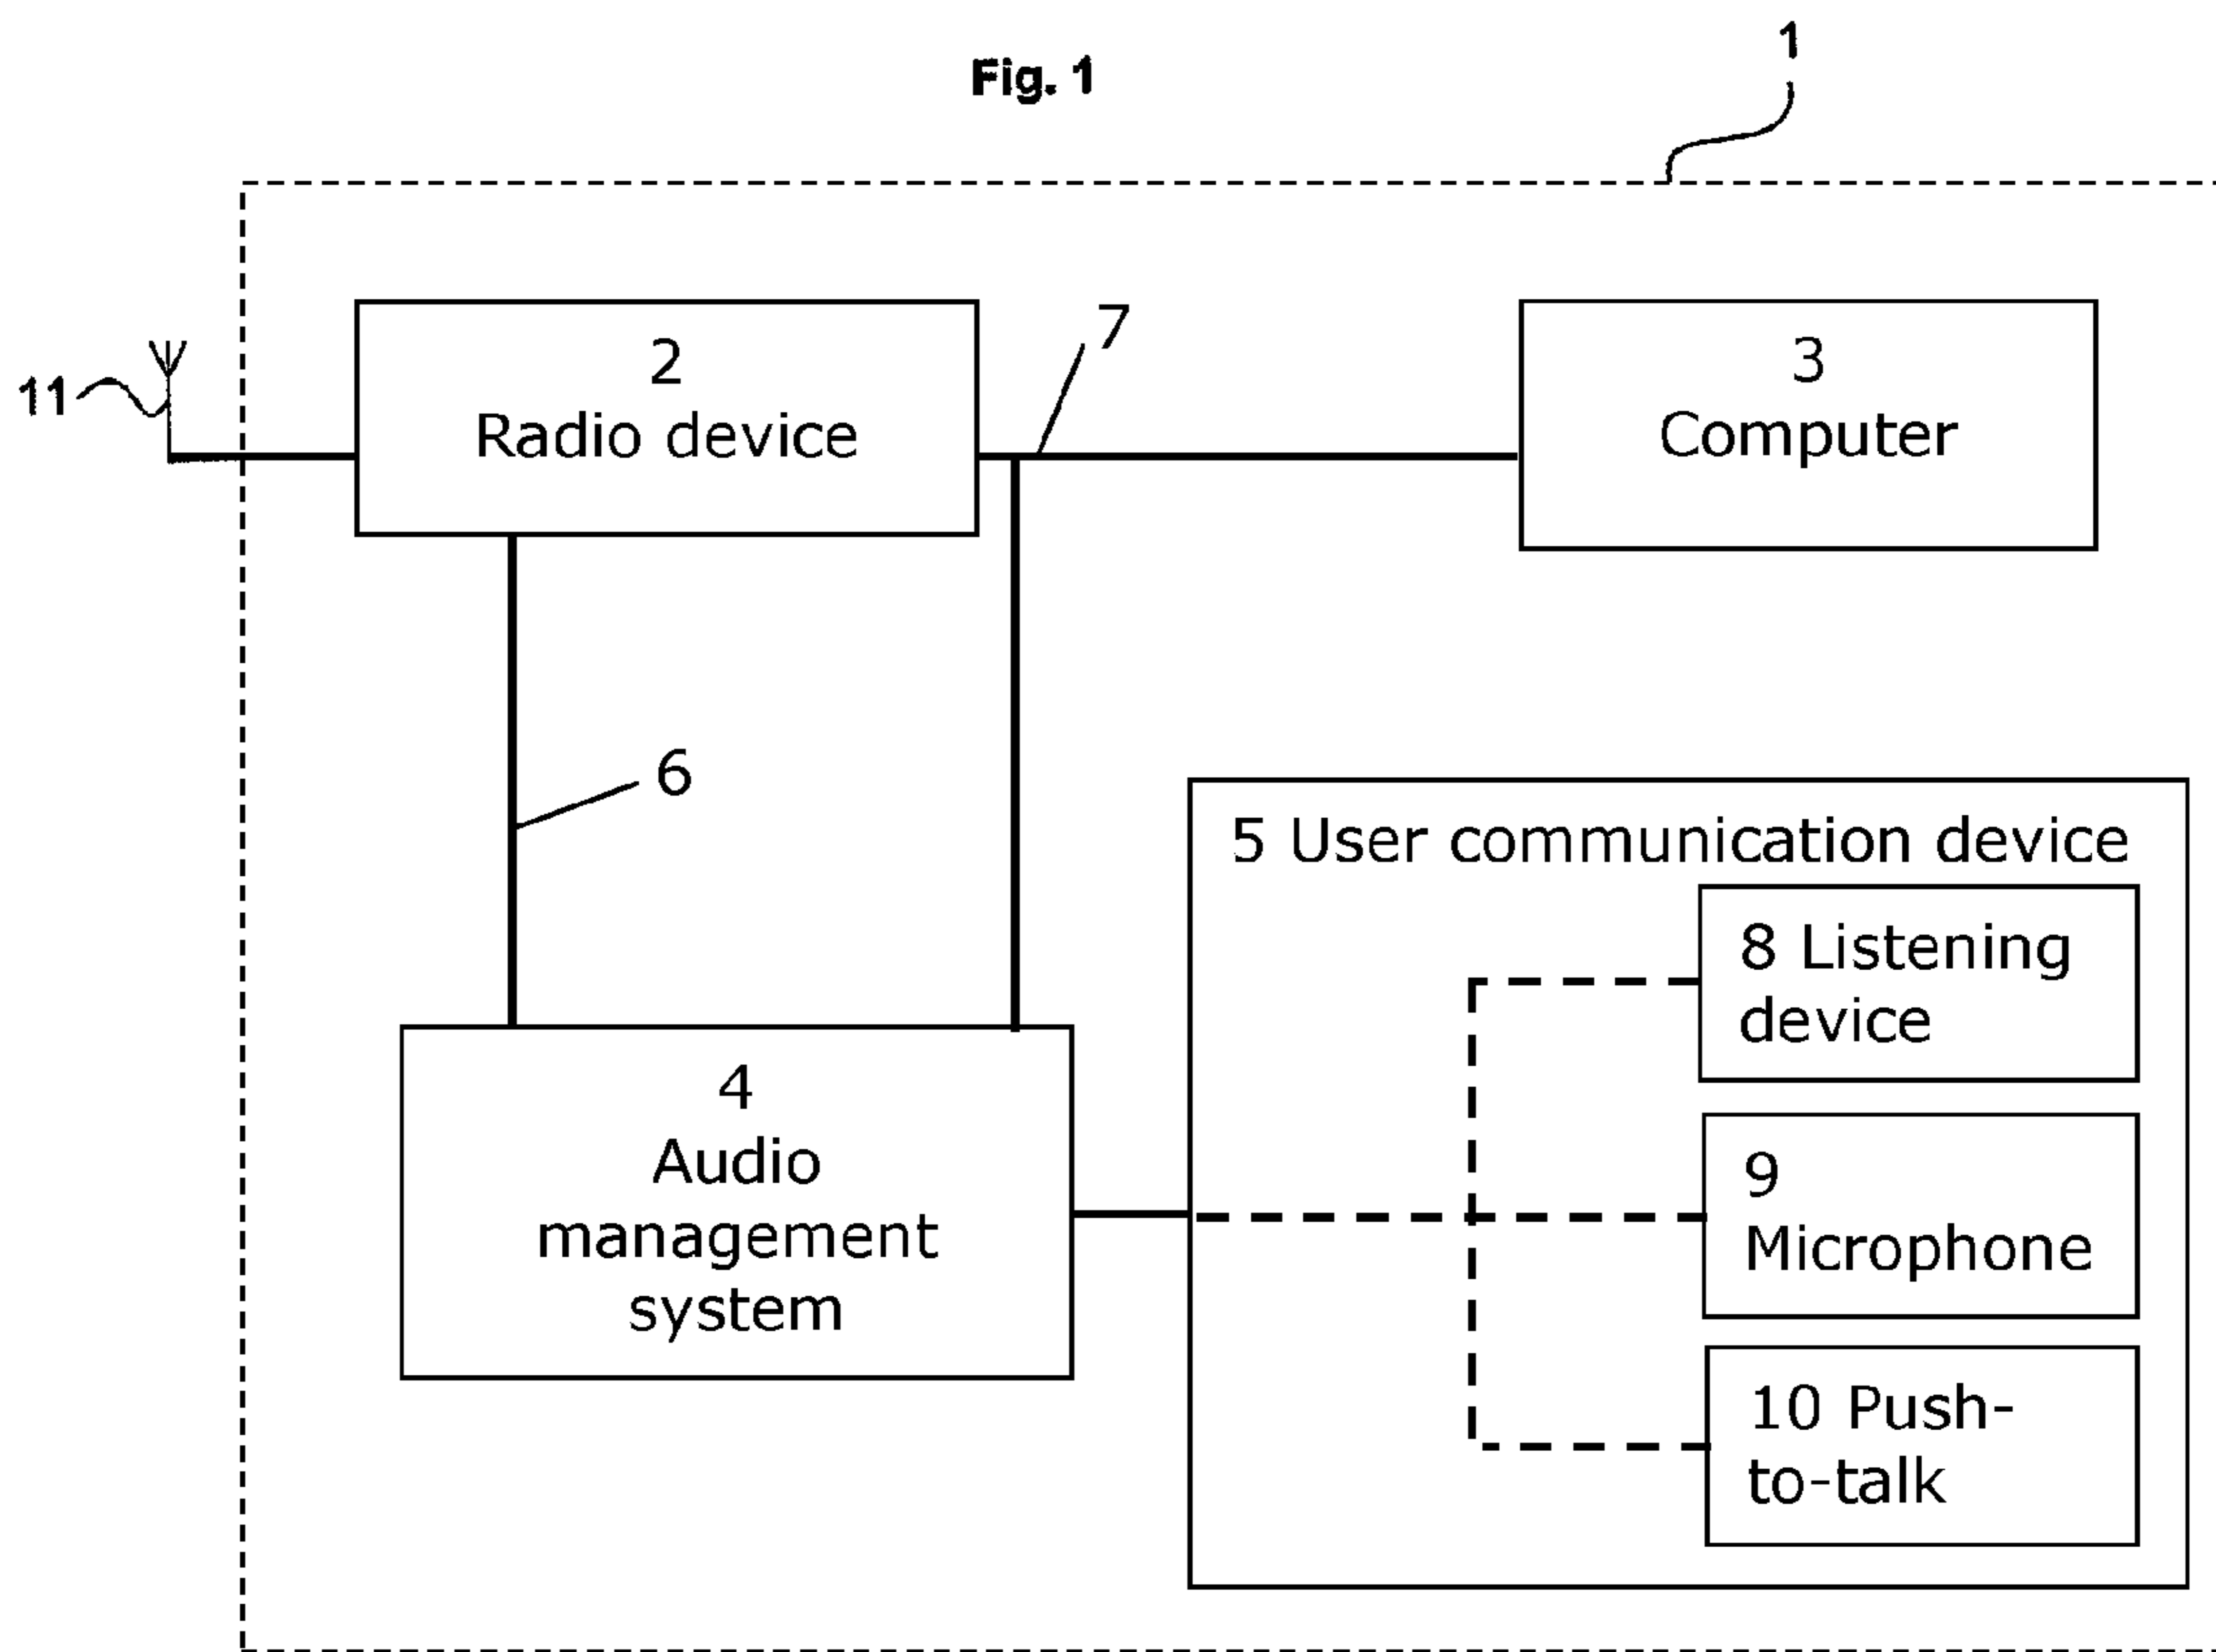 Fig. 1
1
2
Radio device
7
3
Computer
11
6
5 User communication device
8 Listening
device
4
Audio
management
system
9
Microphone
10 Push-
to-talk